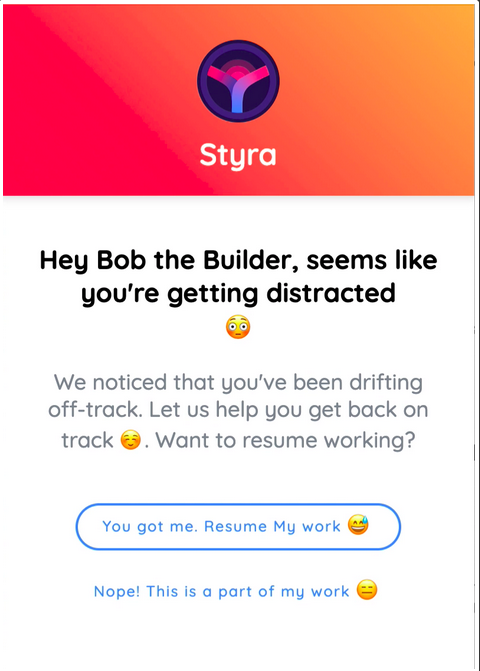 Styra
Hey Bob the Builder, seems like
you're getting distracted
😳
We noticed that you've been drifting
off-track. Let us help you get back on
track ☺️. Want to resume working?
You got me. Resume My work 😅
Nope! This is a part of my work 😑